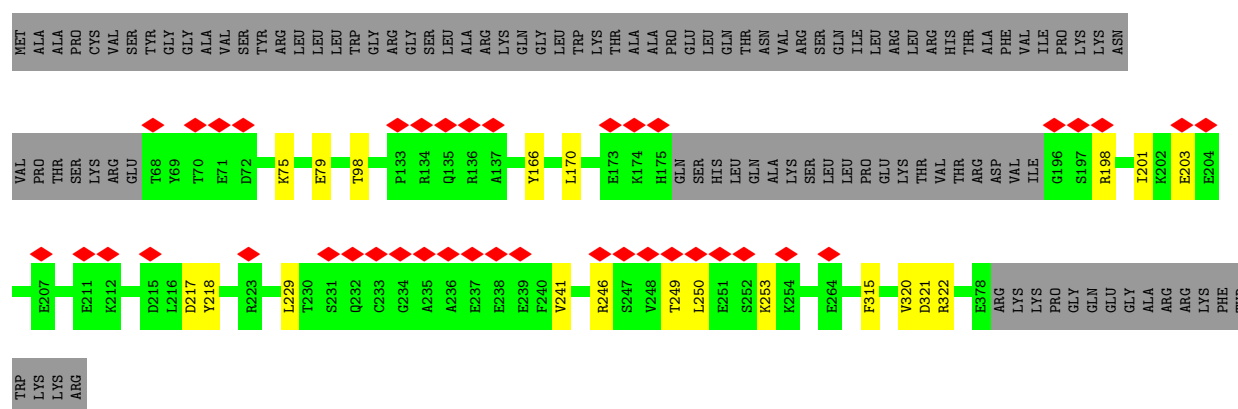 MET ALA ALA PRO CYS VAL SER TYR GLY GLY ALA VAL SER TYR ARG LEU LEU LEU TRP GLY ARG GLY SER LEU ALA ARG LYS GLN GLY LEU TRP LYS THR ALA ALA PRO GLU LEU GLN THR ASN VAL ARG SER GLN ILE LEU ARG LEU ARG HIS THR ALA PHE VAL ILE PRO LYS LYS ASN
VAL PRO THR SER LYS ARG GLU T68 Y69 T70 E71 D72 K75 E79 T98 P133 R134 Q135 R136 A137 Y166 L170 E173 K174 H175 GLN SER HIS LEU GLN ALA LYS SER LEU LEU PRO GLU LYS THR VAL THR ARG ASP VAL ILE G196 S197 R198 I201 K202 E203 E204
E207 E211 K212 D215 L216 D217 Y218 R223 L229 T230 S231 Q232 C233 G234 A235 A236 E237 E238 E239 F240 V241 R246 S247 V248 T249 L250 E251 S252 K253 K254 E264 F315 V320 D321 R322 E378 ARG LYS LYS PRO GLY GLN GLU GLY ALA ARG ARG LYS PHE
TRP LYS LYS ARG